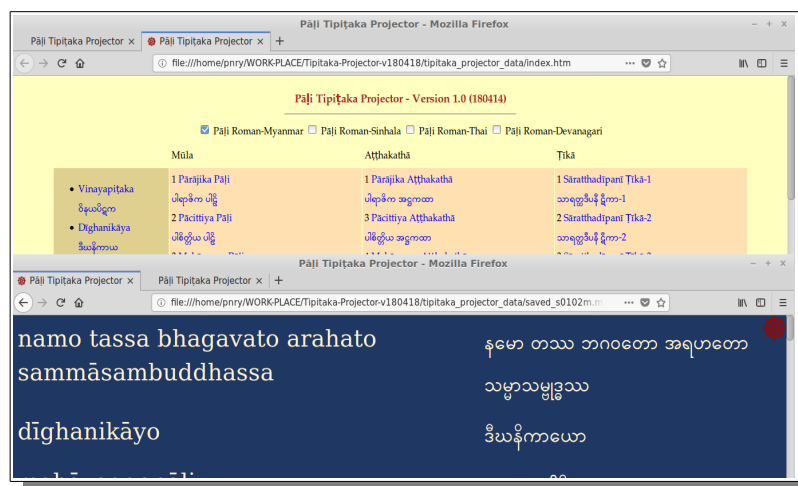 Pāḷi Tipiṭaka Projector - Mozilla Firefox
Pāḷi Tipiṭaka Projector × Pāḷi Tipiṭaka Projector × +
file:///home/pnry/WORK-PLACE/Tipitaka-Projector-v180418/tipitaka_projector_data/index.htm
Pāḷi Tipiṭaka Projector - Version 1.0 (180414)
Pāḷi Roman-Myanmar Pāḷi Roman-Sinhala Pāḷi Roman-Thai Pāḷi Roman-Devanagari
Mūla Aṭṭhakathā Ṭīkā
• Vinayapiṭaka
ဝိနယပိဋက
• Dīghanikāya
ဒီဃနိကာယ
1 Pārājika Pāḷi 1 Pārājika Aṭṭhakathā 1 Sāratthadīpanī Ṭīkā-1
ပါရာဇိက ပါဠိ ပါရာဇိက အဋ္ဌကထာ သာရတ္ထဒီပနီ ဋီကာ-1
2 Pācittiya Pāḷi 3 Pācittiya Aṭṭhakathā 2 Sāratthadīpanī Ṭīkā-2
ပါစိတ္တိယ ပါဠိ ပါစိတ္တိယ အဋ္ဌကထာ သာရတ္ထဒီပနီ ဋီကာ-2
Pāḷi Tipiṭaka Projector - Mozilla Firefox
Pāḷi Tipiṭaka Projector × Pāḷi Tipiṭaka Projector × +
file:///home/pnry/WORK-PLACE/Tipitaka-Projector-v180418/tipitaka_projector_data/saved_s0102m.m
namo tassa bhagavato arahato
sammāsambuddhassa
နမော တဿ ဘဂဝတော အရဟတော
သမ္မာသမ္ဗုဒ္ဓဿ
dīghanikāyo ဒီဃနိကာယော